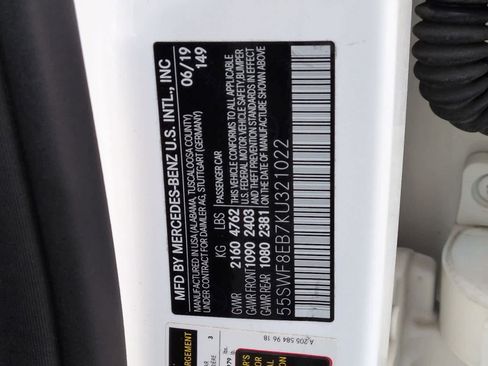 MFD BY MERCEDES-BENZ U.S. INTL., INC
MADE IN USA (ALABAMA, TUSCALOOSA COUNTY)
UNDER CONTRACT FOR DAIMLER AG, STUTTGART (GERMANY)
06/19
149
PASSENGER CAR
KG LBS
GVWR 2160 4762
GAWR FRONT 1090 2403
GAWR REAR 1080 2381
THIS VEHICLE CONFORMS TO ALL APPLICABLE
U.S. FEDERAL MOTOR VEHICLE SAFETY, BUMPER
AND THEFT PREVENTION STANDARDS IN EFFECT
ON THE DATE OF MANUFACTURE SHOWN ABOVE
55SWF8EB7KU321022
A 205 584 96 18
3